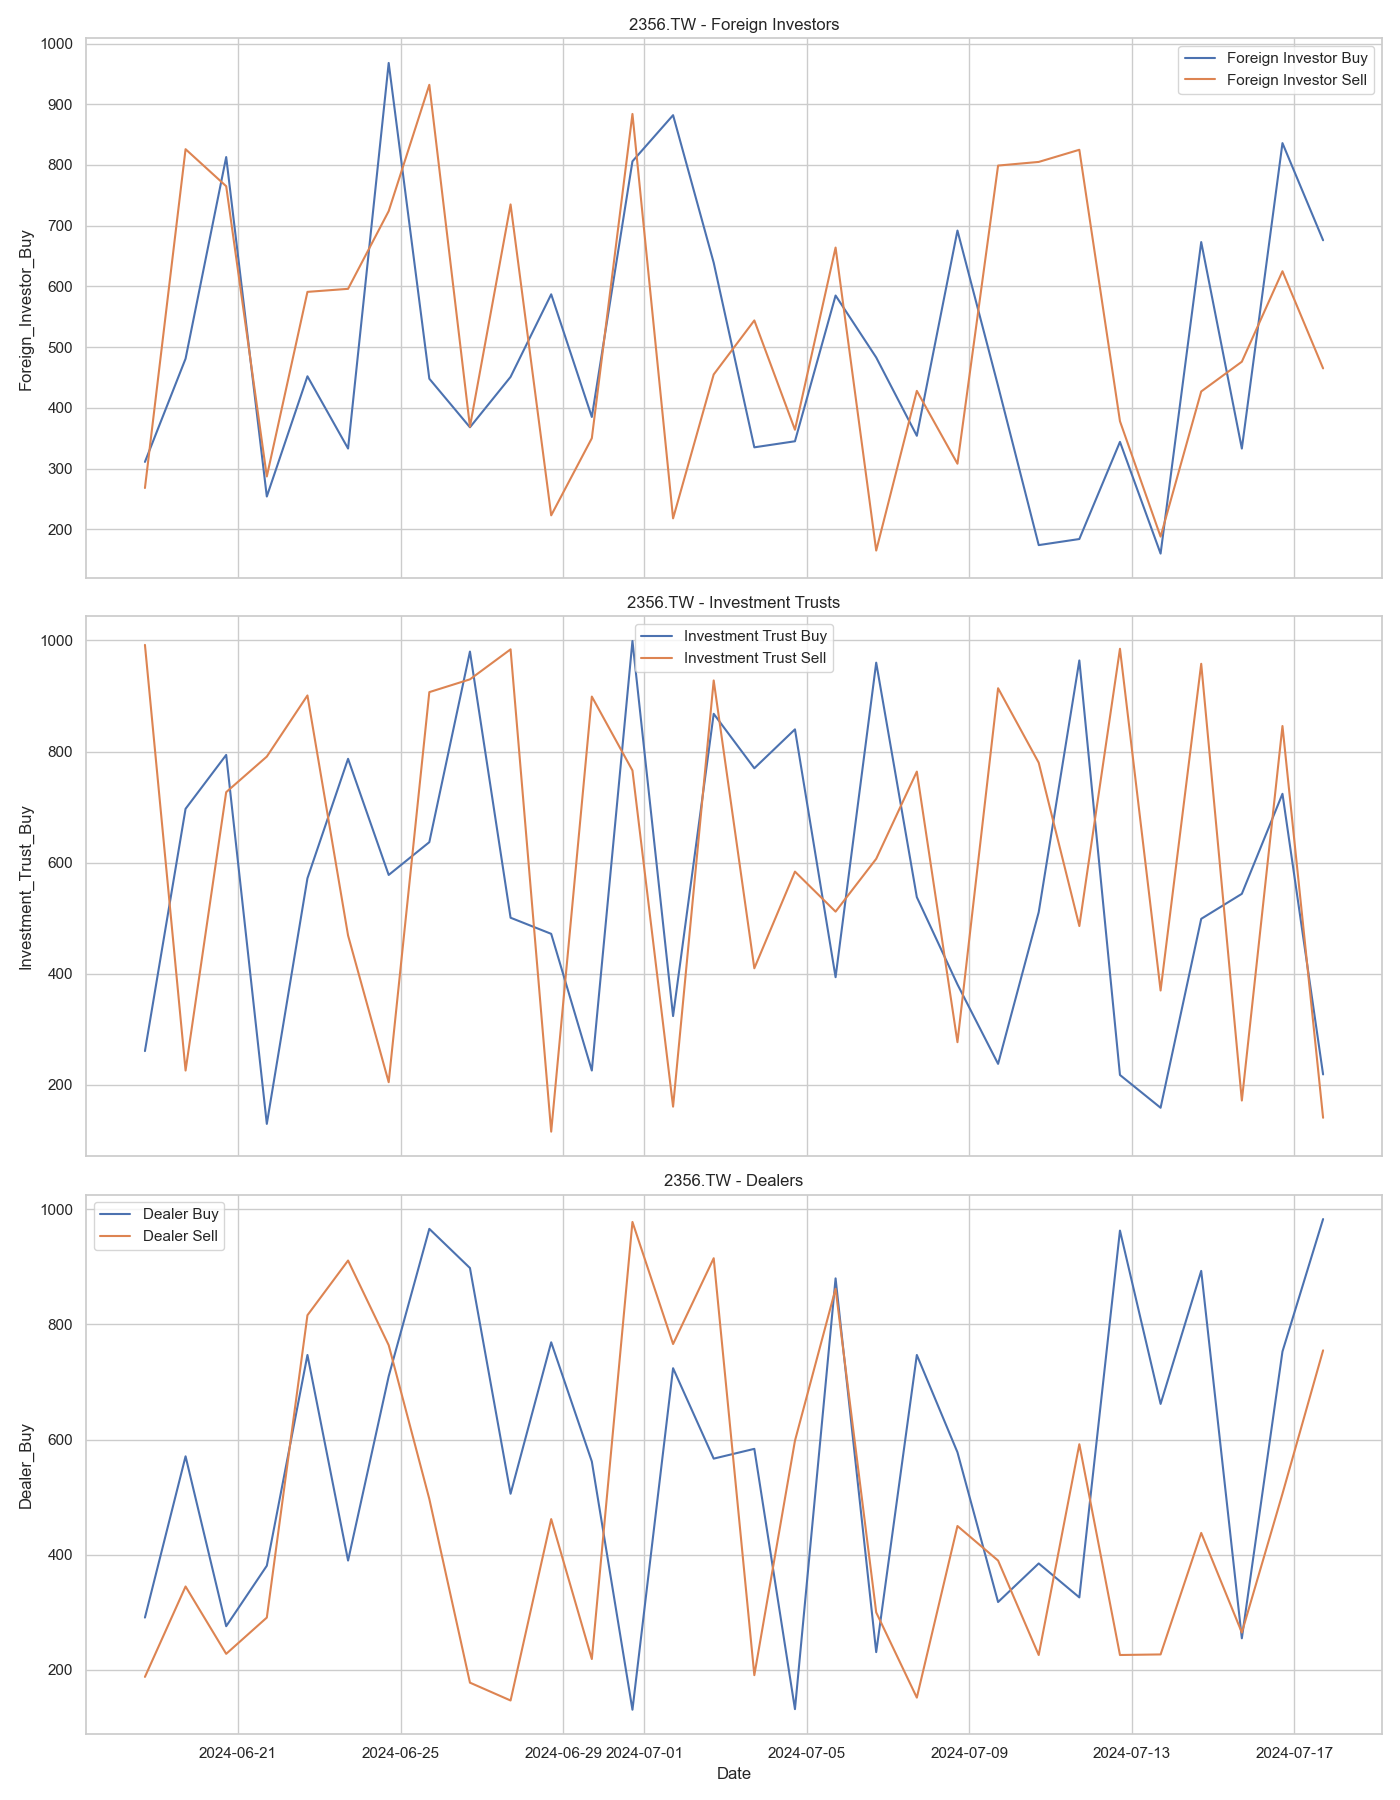 2356.TW - Foreign Investors
Foreign_Investor_Buy
1000
900
800
700
600
500
400
300
200
Foreign Investor Buy
Foreign Investor Sell
2356.TW - Investment Trusts
Investment_Trust_Buy
1000
800
600
400
200
Investment Trust Buy
Investment Trust Sell
2356.TW - Dealers
Dealer_Buy
1000
800
600
400
200
Dealer Buy
Dealer Sell
2024-06-21 2024-06-25 2024-06-29 2024-07-01 2024-07-05 2024-07-09 2024-07-13 2024-07-17
Date